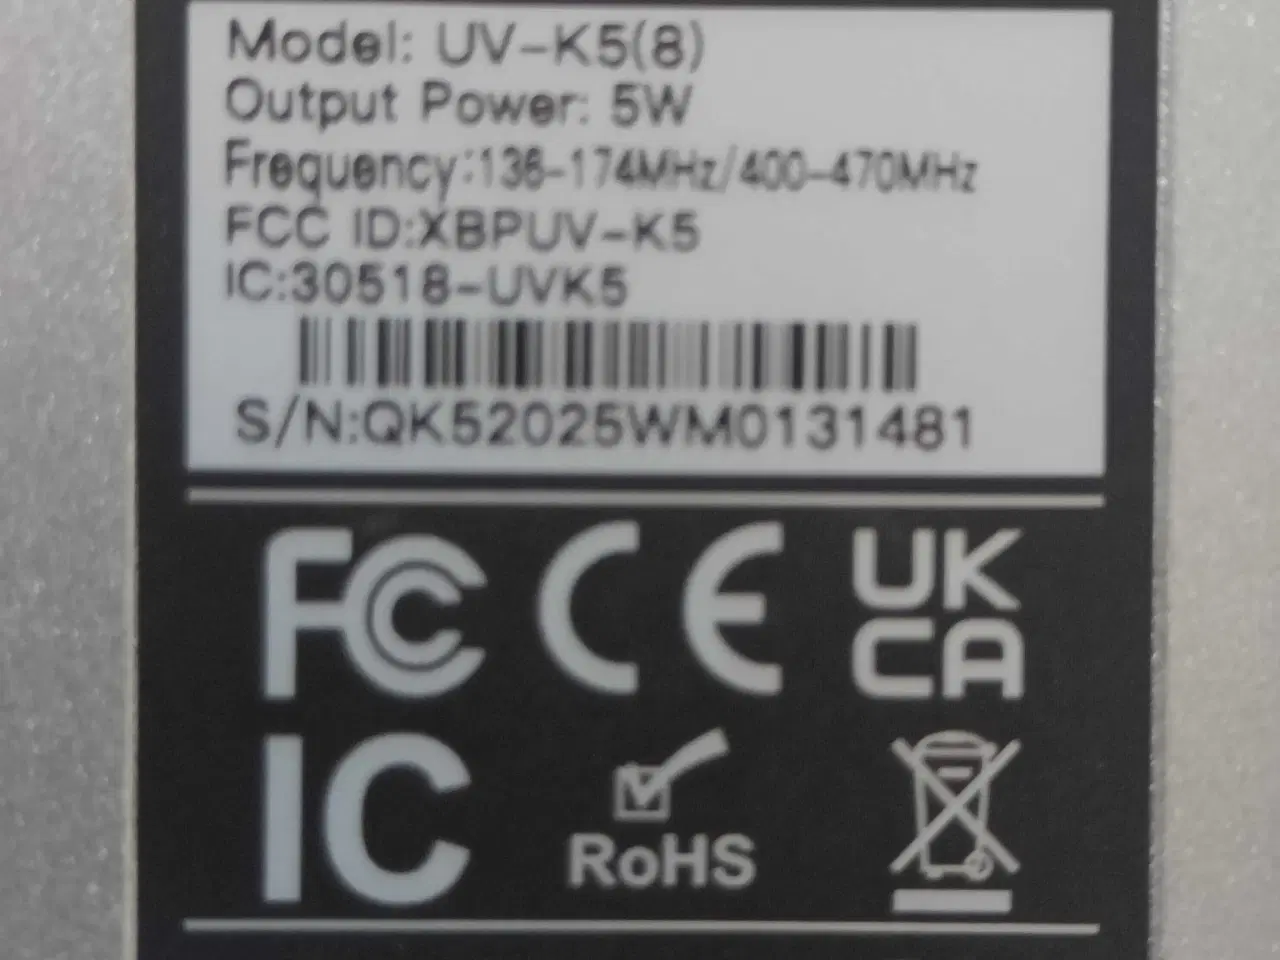 Model: UV-K5(8)
Output Power: 5W
Frequency:136-174MHz/400-470MHz
FCC ID:XBPUV-K5
IC:30518-UVK5
S/N:QK52025WM0131481
FC CE UK
CA
IC RoHS